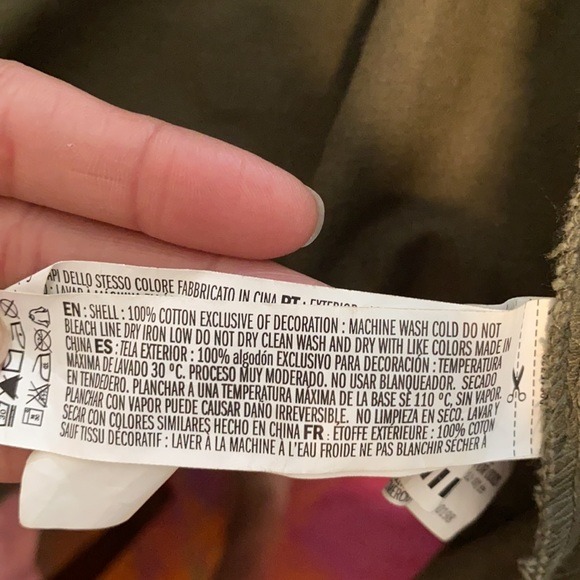 API DELLO STESSO COLORE FABBRICATO IN CINA PT : EXTERIOR
EN : SHELL : 100% COTTON EXCLUSIVE OF DECORATION : MACHINE WASH COLD DO NOT
BLEACH LINE DRY IRON LOW DO NOT DRY CLEAN WASH AND DRY WITH LIKE COLORS MADE IN
CHINA ES : TELA EXTERIOR : 100% algodón EXCLUSIVO PARA DECORACIÓN : TEMPERATURA
MÁXIMA DE LAVADO 30 °C. PROCESO MUY MODERADO. NO USAR BLANQUEADOR. SECADO
EN TENDEDERO. PLANCHAR A UNA TEMPERATURA MÁXIMA DE LA BASE SE 110 °C, SIN VAPOR.
PLANCHAR CON VAPOR PUEDE CAUSAR DAÑO IRREVERSIBLE. NO LIMPIEZA EN SECO. LAVAR Y
SECAR CON COLORES SIMILARES HECHO EN CHINA FR : ÉTOFFE EXTÉRIEURE : 100% COTON
SAUF TISSU DÉCORATIF : LAVER À LA MACHINE À L'EAU FROIDE NE PAS BLANCHIR SÉCHER À